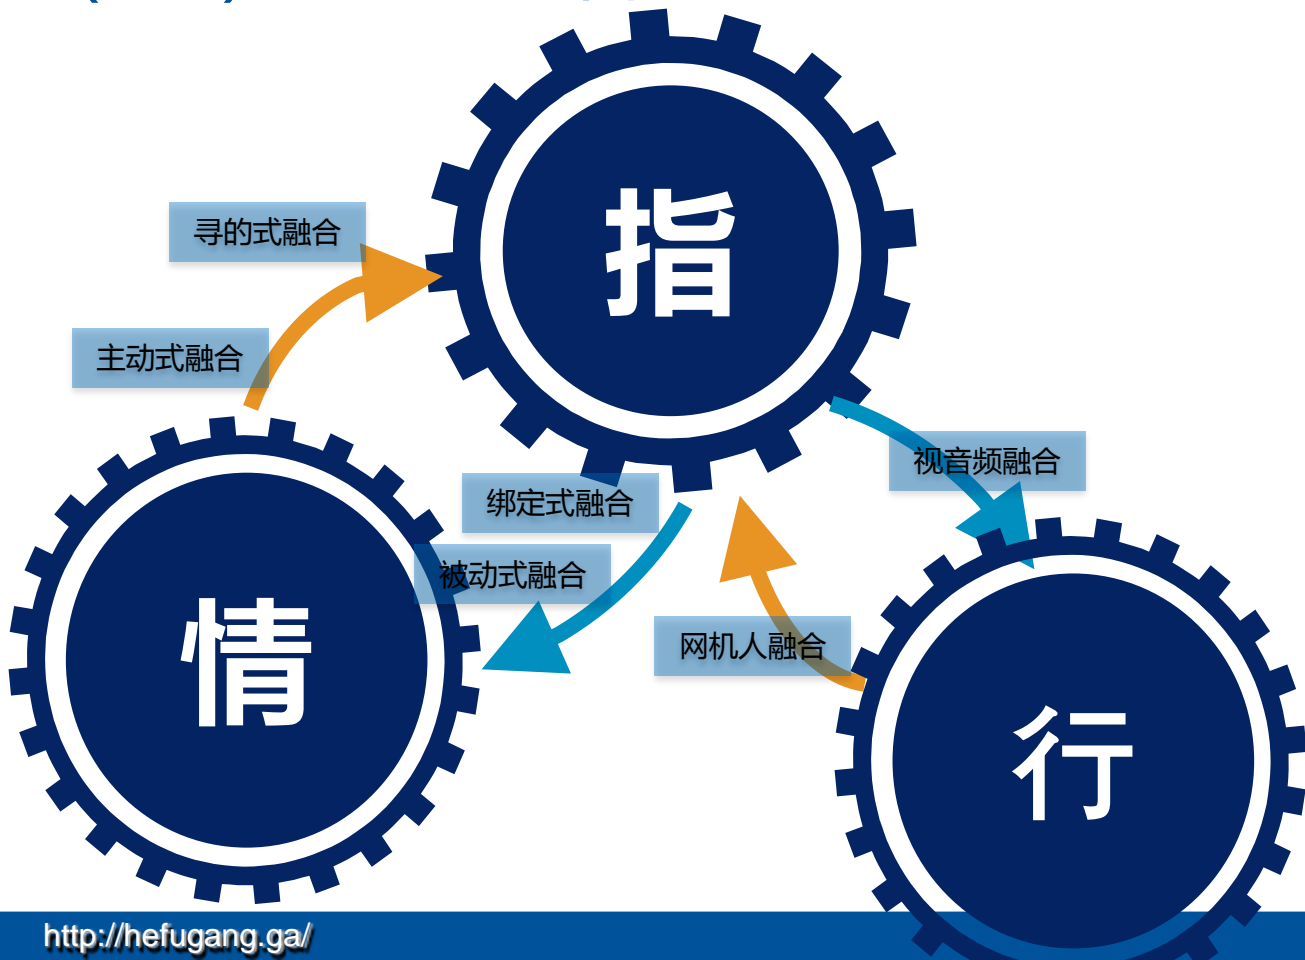 指
寻的式融合
主动式融合
视音频融合
绑定式融合
被动式融合
网机人融合
情
行
http://hefugang.ga/